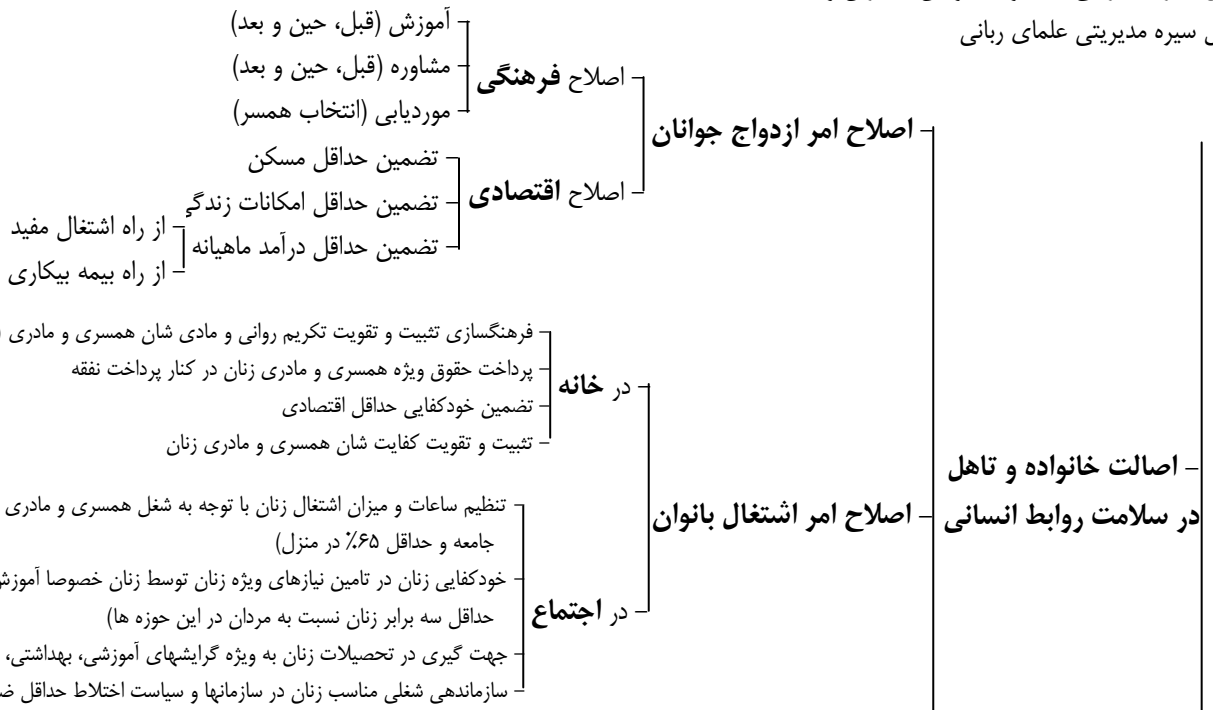 سیره مدیریتی علمای ربانی
– اصالت خانواده و تاهل
در سلامت روابط انسانی
– اصلاح امر ازدواج جوانان
– اصلاح فرهنگی
– آموزش (قبل، حین و بعد)
– مشاوره (قبل، حین و بعد)
– موردیابی (انتخاب همسر)
– اصلاح اقتصادی
– تضمین حداقل مسکن
– تضمین حداقل امکانات زندگی
– تضمین حداقل درآمد ماهیانه
– از راه اشتغال مفید
– از راه بیمه بیکاری
– اصلاح امر اشتغال بانوان
– در خانه
– فرهنگسازی تثبیت و تقویت تکریم روانی و مادی شان همسری و مادری
– پرداخت حقوق ویژه همسری و مادری زنان در کنار پرداخت نفقه
– تضمین خودکفایی حداقل اقتصادی
– تثبیت و تقویت کفایت شان همسری و مادری زنان
– در اجتماع
– تنظیم ساعات و میزان اشتغال زنان با توجه به شغل همسری و مادری
جامعه و حداقل ۶۵٪ در منزل)
– خودکفایی زنان در تامین نیازهای ویژه زنان توسط زنان خصوصا
حداقل سه برابر زنان نسبت به مردان در این حوزه ها)
– جهت گیری در تحصیلات زنان به ویژه گرایشهای آموزشی، بهداشتی،
– سازماندهی شغلی مناسب زنان در سازمانها و سیاست اختلاط حداقل